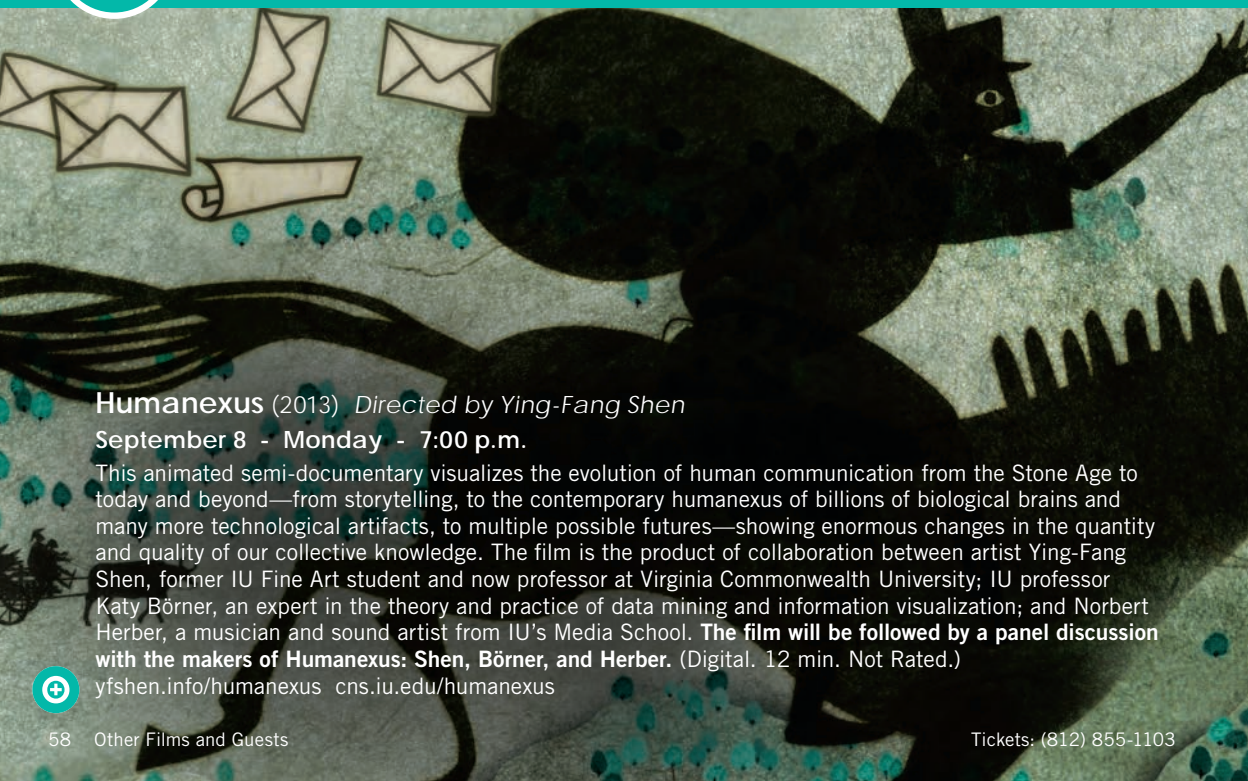 Humanexus (2013) Directed by Ying-Fang Shen
September 8 - Monday - 7:00 p.m.
This animated semi-documentary visualizes the evolution of human communication from the Stone Age to
today and beyond—from storytelling, to the contemporary humanexus of billions of biological brains and
many more technological artifacts, to multiple possible futures—showing enormous changes in the quantity
and quality of our collective knowledge. The film is the product of collaboration between artist Ying-Fang
Shen, former IU Fine Art student and now professor at Virginia Commonwealth University; IU professor
Katy Börner, an expert in the theory and practice of data mining and information visualization; and Norbert
Herber, a musician and sound artist from IU's Media School. The film will be followed by a panel discussion
with the makers of Humanexus: Shen, Börner, and Herber. (Digital. 12 min. Not Rated.)
yfshen.info/humanexus cns.iu.edu/humanexus
58 Other Films and Guests
Tickets: (812) 855-1103